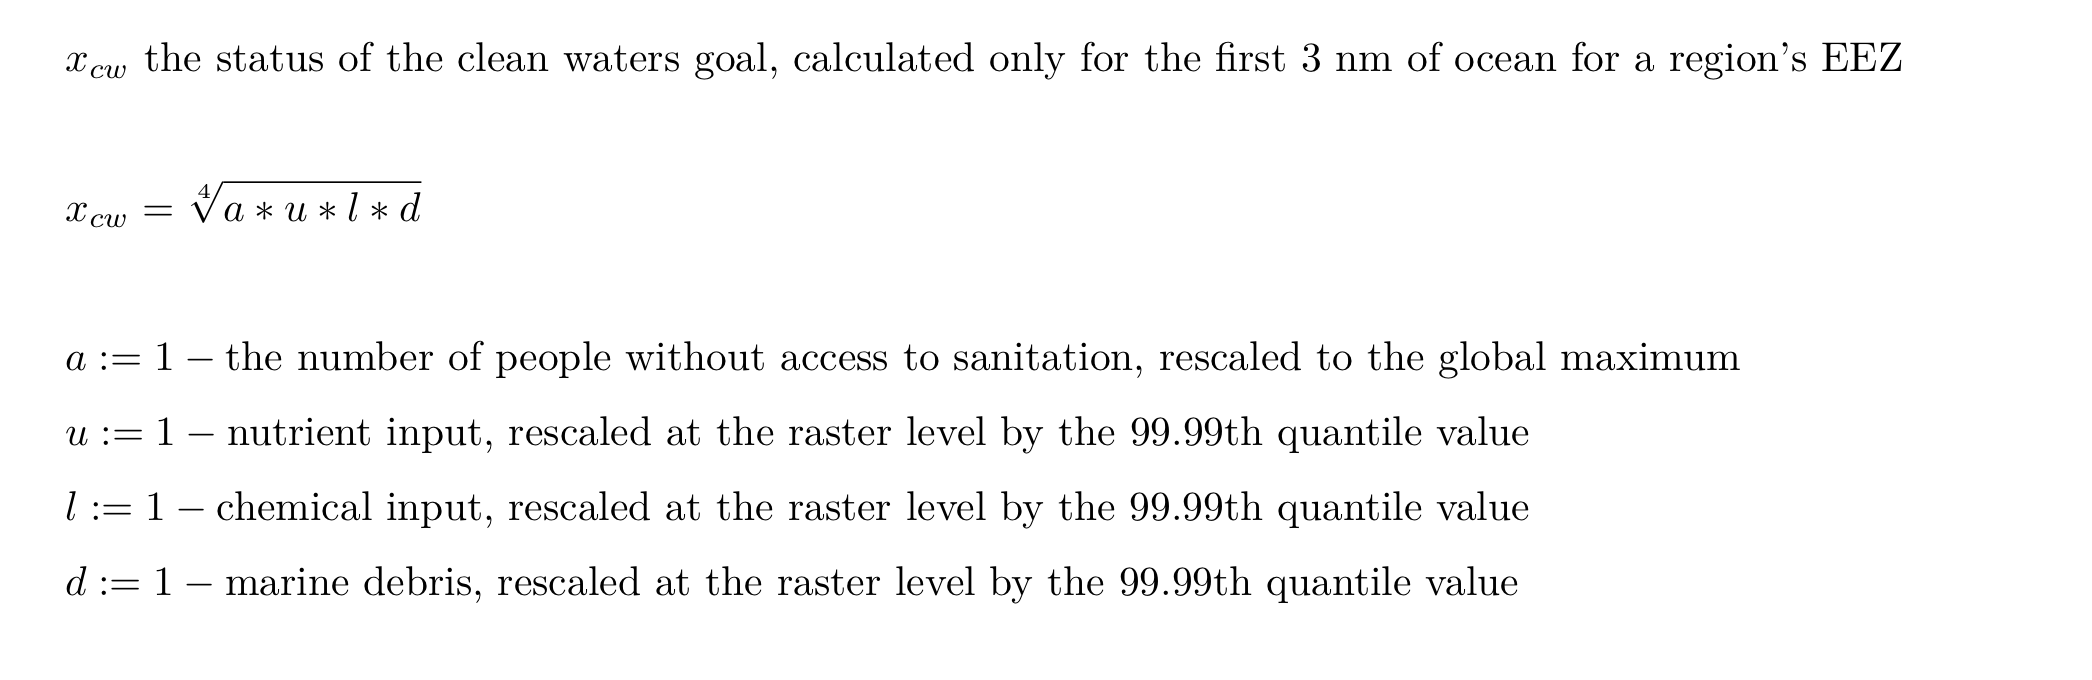 x_{cw} the status of the clean waters goal, calculated only for the first 3 nm of ocean for a region's EEZ
x_{cw} = \sqrt[4]{a * u * l * d}
a := 1 − the number of people without access to sanitation, rescaled to the global maximum
u := 1 − nutrient input, rescaled at the raster level by the 99.99th quantile value
l := 1 − chemical input, rescaled at the raster level by the 99.99th quantile value
d := 1 − marine debris, rescaled at the raster level by the 99.99th quantile value